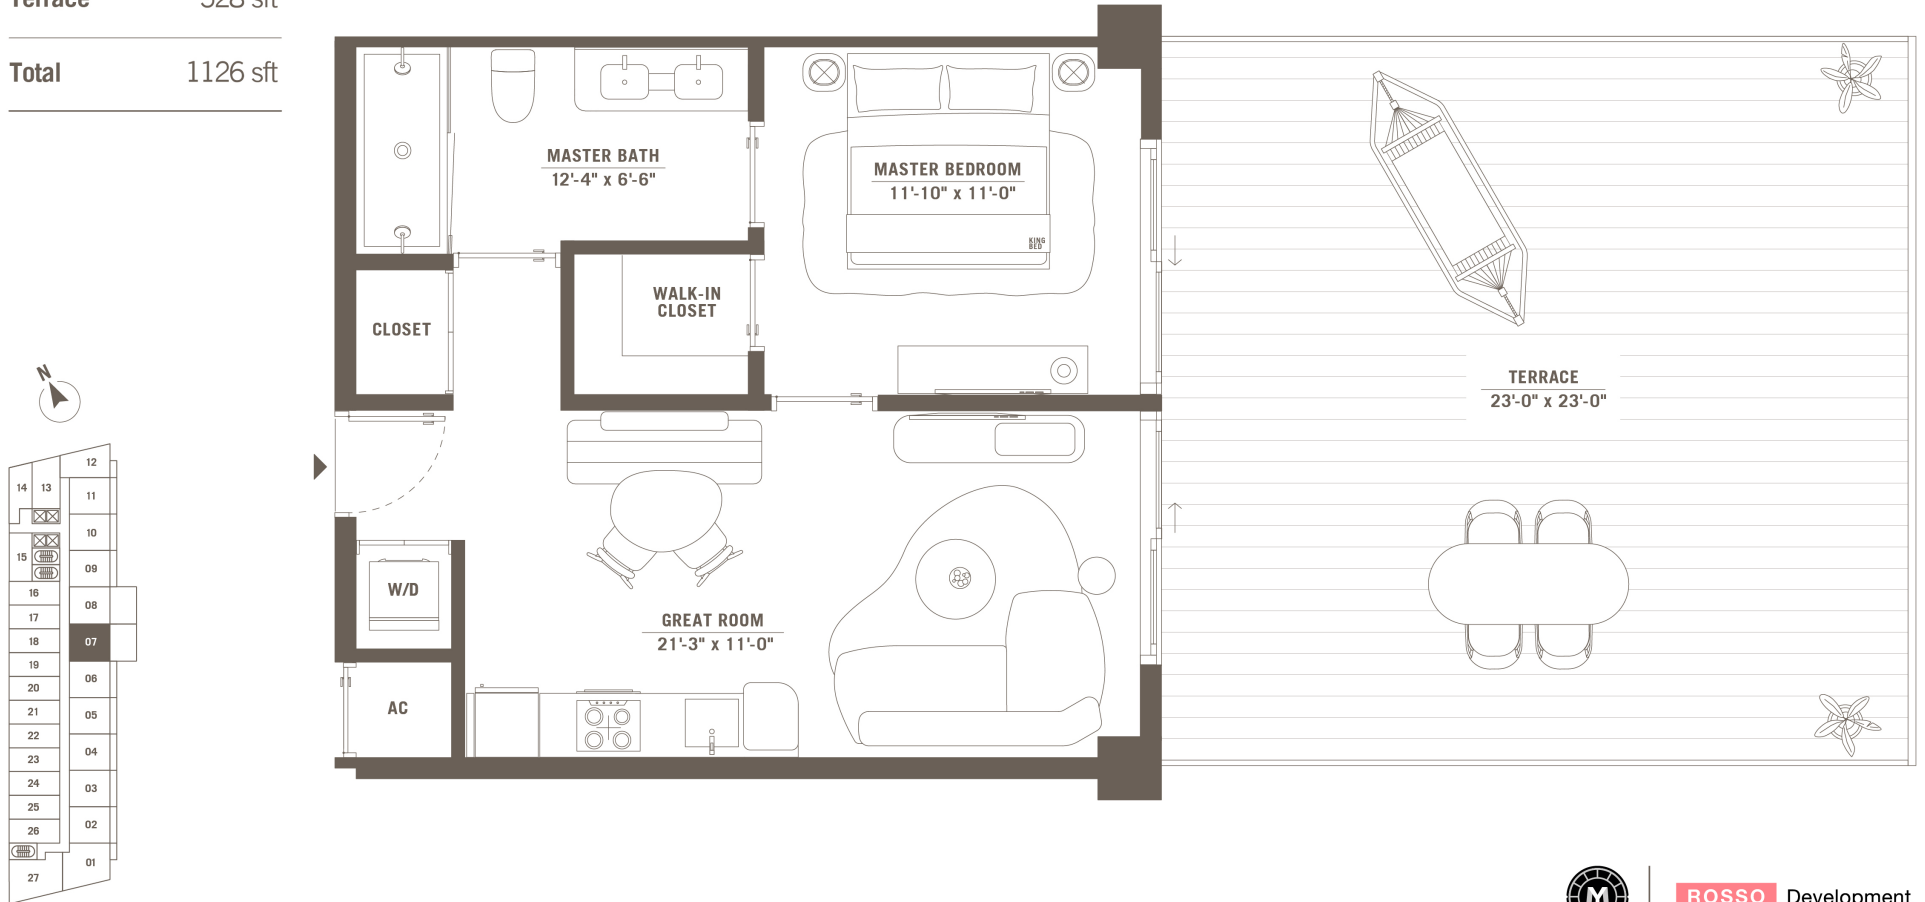 Terrace 528 sft
Total 1126 sft
MASTER BATH
12'-4" x 6'-6"
MASTER BEDROOM
11'-10" x 11'-0"
KING
BED
WALK-IN
CLOSET
CLOSET
TERRACE
23'-0" x 23'-0"
W/D
GREAT ROOM
21'-3" x 11'-0"
AC
N
12
14 13
11
10
15
09
16
08
17
18
07
19
06
20
21
05
22
04
23
24
03
25
02
26
01
27
M
ROSSO Development